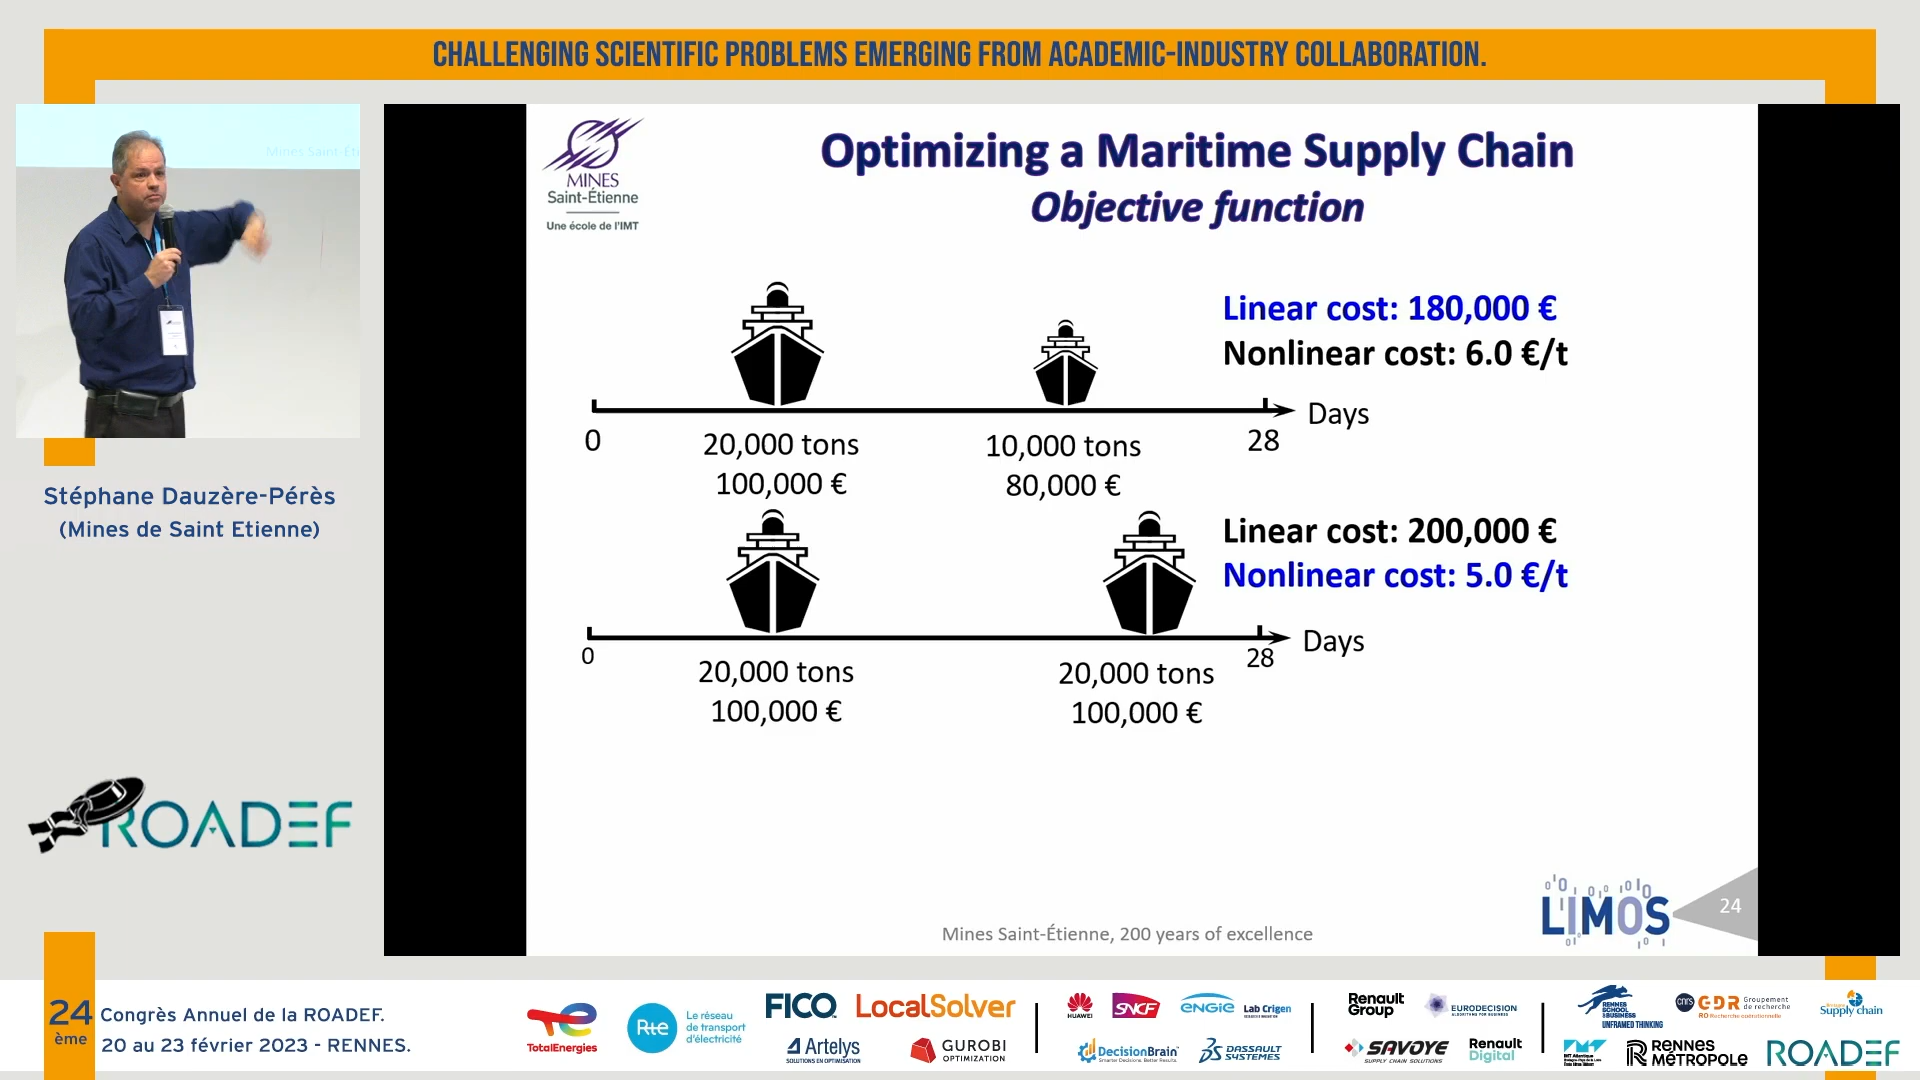 CHALLENGING SCIENTIFIC PROBLEMS EMERGING FROM ACADEMIC-INDUSTRY COLLABORATION.
Mines Saint-Éti
Stéphane Dauzère-Pérès
(Mines de Saint Etienne)
ROADEF
MINES
Saint-Étienne
Une école de l'IMT
Optimizing a Maritime Supply Chain
Objective function
Linear cost: 180,000 €
Nonlinear cost: 6.0 €/t
Days
0
28
20,000 tons
100,000 €
10,000 tons
80,000 €
Linear cost: 200,000 €
Nonlinear cost: 5.0 €/t
Days
0
28
20,000 tons
100,000 €
20,000 tons
100,000 €
Mines Saint-Étienne, 200 years of excellence
LIMOS
24
24 ème
Congrès Annuel de la ROADEF.
20 au 23 février 2023 - RENNES.
TotalEnergies
Rte
Le réseau
de transport
d'électricité
FICO
LocalSolver
Artelys
SOLUTIONS EN OPTIMISATION
GUROBI
OPTIMIZATION
HUAWEI
SNCF
ENGIE
Lab Crigen
DecisionBrain
Smarter Decisions. Better Results.
DASSAULT
SYSTEMES
Renault
Group
EURODECISION
SAVOYE
SUPPLY CHAIN SOLUTIONS
Renault
Digital
RENNES
SCHOOL
OF BUSINESS
UNFRAMED THINKING
cnrs
GDR
RO
Groupement
de recherche
Recherche opérationnelle
Bretagne
Supply chain
IMT Atlantique
RENNES
MÉTROPOLE
ROADEF